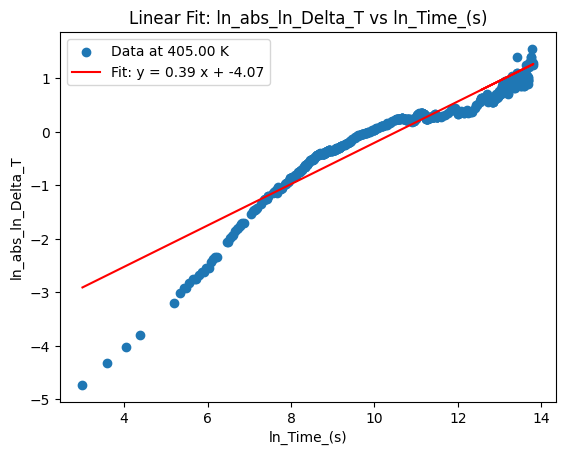 Linear Fit: ln_abs_ln_Delta_T vs ln_Time_(s)
Data at 405.00 K
Fit: y = 0.39 x + -4.07
ln_abs_ln_Delta_T
1
0
−1
−2
−3
−4
−5
4 6 8 10 12 14
ln_Time_(s)